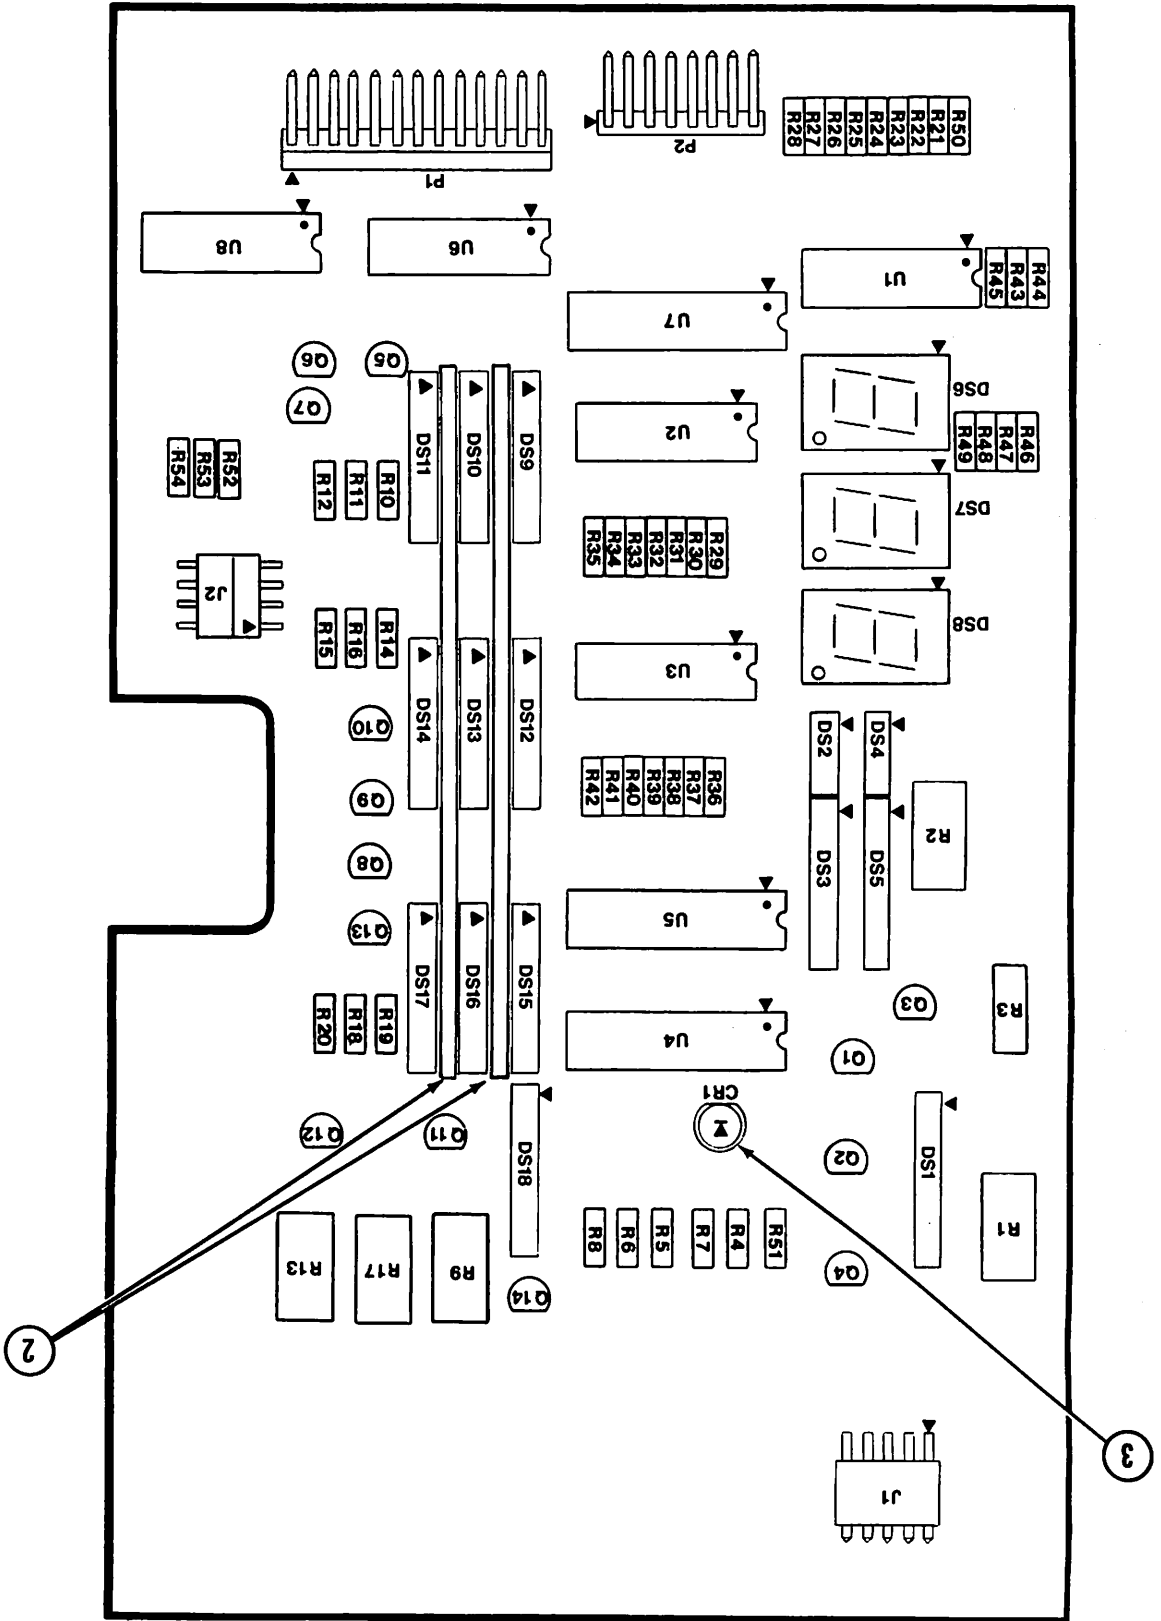 P1
P2
R28
R27
R26
R25
R24
R23
R22
R21
R50
U8
U6
U1
R45
R43
R44
U7
Q6
Q5
Q7
DS6
U2
R49
R48
R47
R46
DS11
DS10
DS9
R54
R53
R52
R12
R11
R10
DS7
R35
R34
R33
R32
R31
R30
R29
J2
R15
R16
R14
DS8
U3
DS14
DS13
DS12
Q10
DS2
DS4
R42
R41
R40
R39
R38
R37
R36
Q9
R2
Q8
DS3
DS5
Q13
U5
DS17
DS16
DS15
R20
R18
R19
Q3
R3
U4
Q1
CR1
Q12
Q11
DS18
Q2
DS1
R1
R8
R6
R5
R7
R4
R51
R13
R17
R9
Q14
Q4
2
3
J1